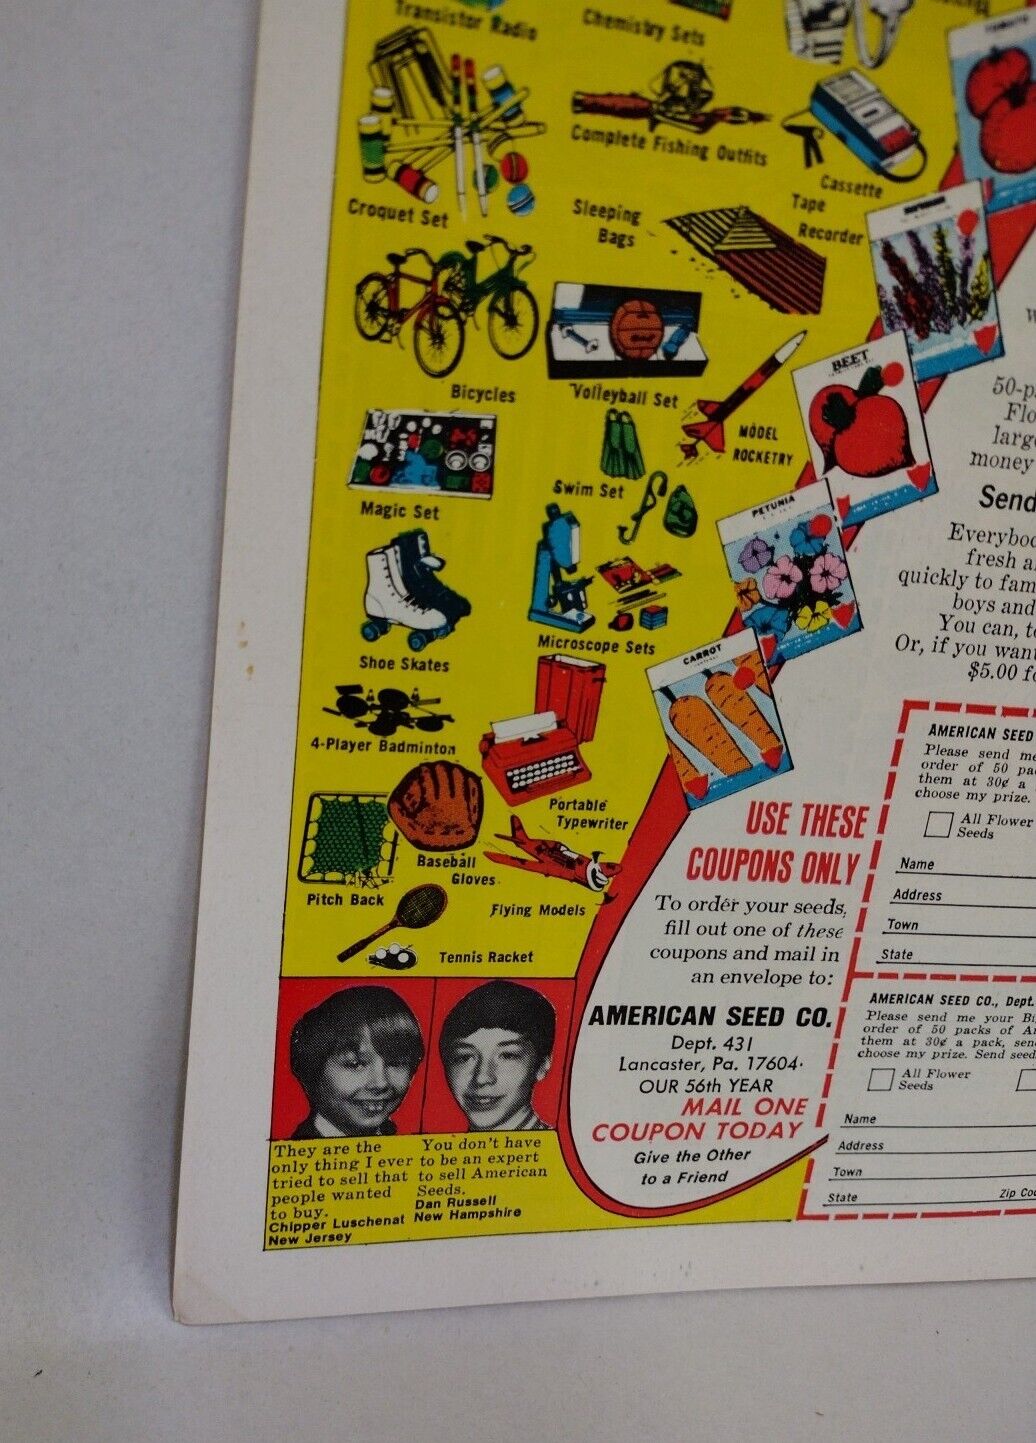 Transistor Radio
Chemistry Sets
Croquet Set
Complete Fishing Outfits
Cassette
Tape
Recorder
Sleeping
Bags
Bicycles
Volleyball Set
MODEL
ROCKETRY
BEET
Magic Set
Swim Set
PETUNIA
Shoe Skates
Microscope Sets
CARROT
4-Player Badminton
Portable
Typewriter
Baseball
Gloves
Pitch Back
Flying Models
Tennis Racket
They are the
only thing I ever
tried to sell that
people wanted
to buy.
Chipper Luschenat
New Jersey
You don't have
to be an expert
to sell American
Seeds.
Dan Russell
New Hampshire
50-p
Flo
larg
money
Send
Everybo
fresh a
quickly to fam
boys and
You can, t
Or, if you want
$5.00 fo
USE THESE
COUPONS ONLY
To order your seeds,
fill out one of these
coupons and mail in
an envelope to:
AMERICAN SEED CO.
Dept. 431
Lancaster, Pa. 17604
OUR 56th YEAR
MAIL ONE
COUPON TODAY
Give the Other
to a Friend
AMERICAN SEED
Please send me
order of 50 pa
them at 30¢ a
choose my prize.
All Flower
Seeds
Name
Address
Town
State
AMERICAN SEED CO., Dept.
Please send me your Bi
order of 50 packs of A
them at 30¢ a pack, sen
choose my prize. Send seed
All Flower
Seeds
Name
Address
Town
State Zip Co